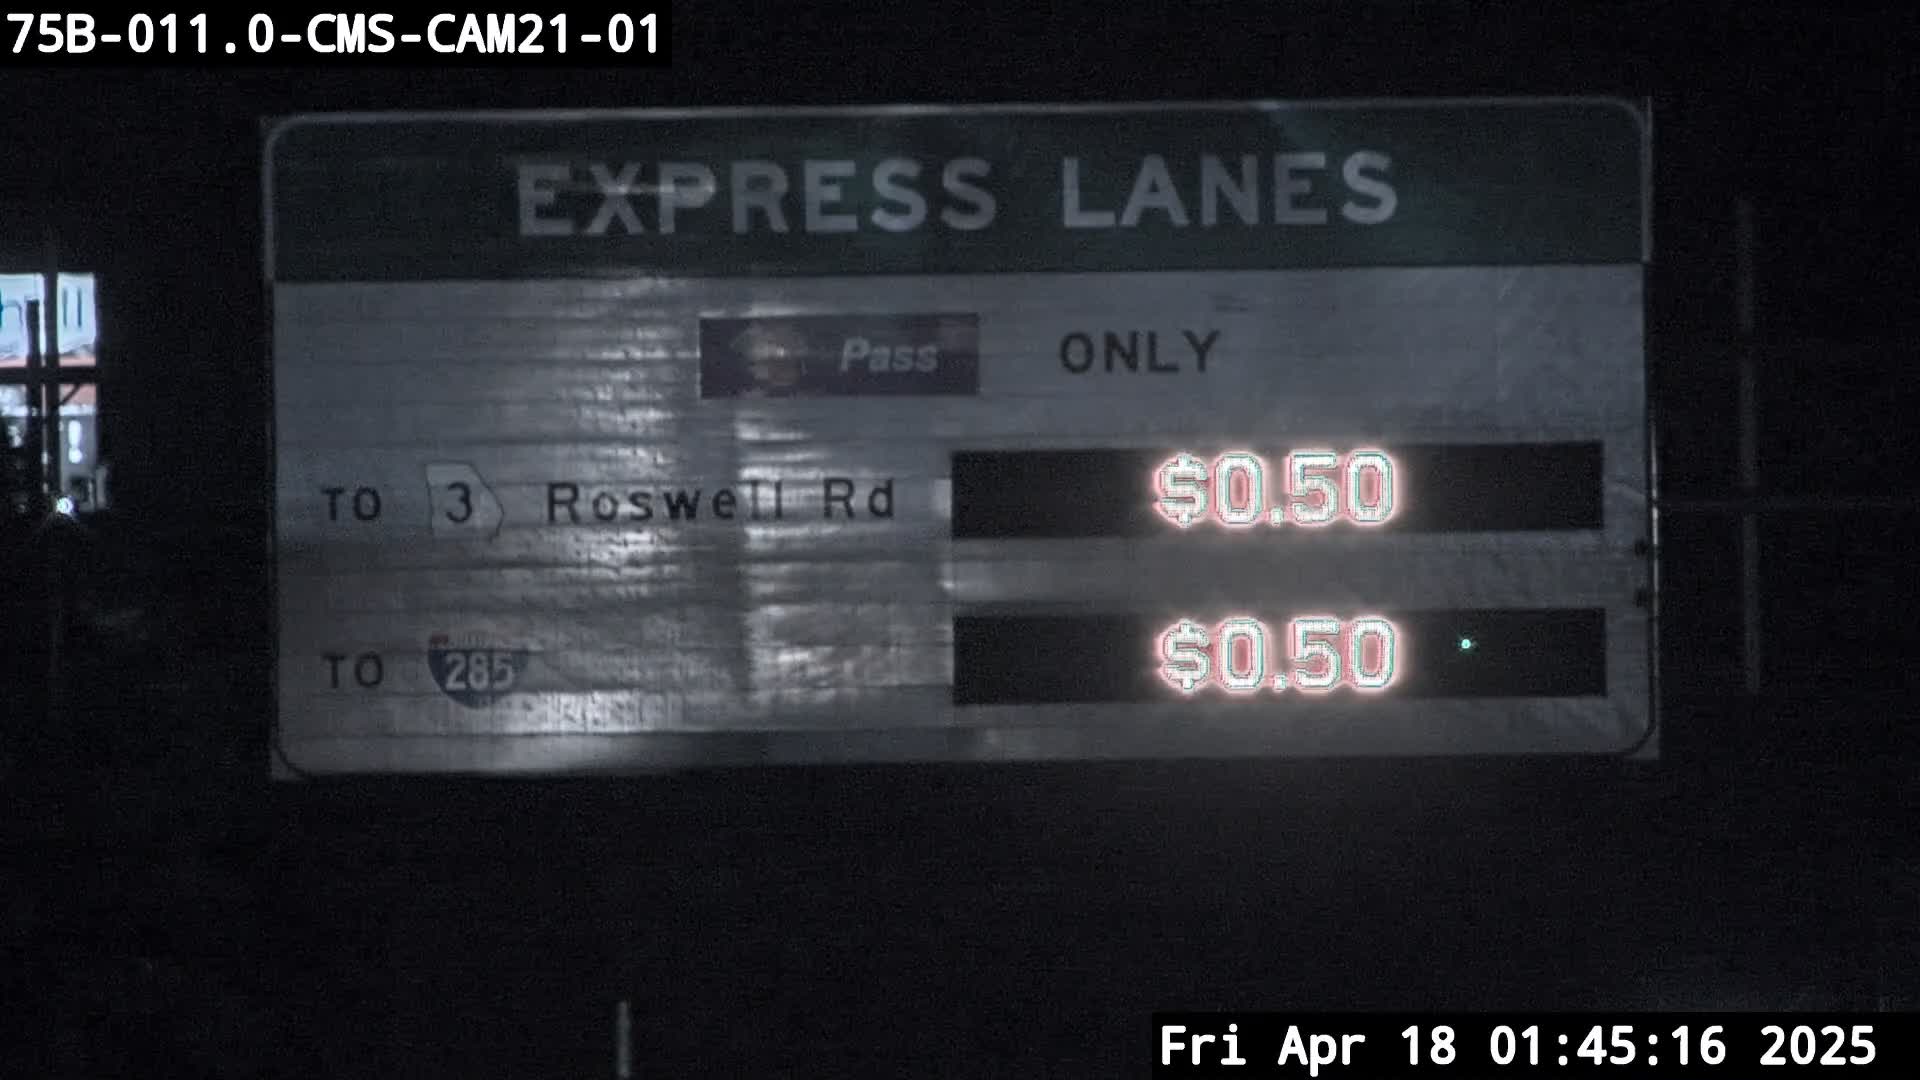 75B-011.0-CMS-CAM21-01
EXPRESS LANES
Pass ONLY
TO 3 Roswell Rd $0.50
TO 285 $0.50
Fri Apr 18 01:45:16 2025